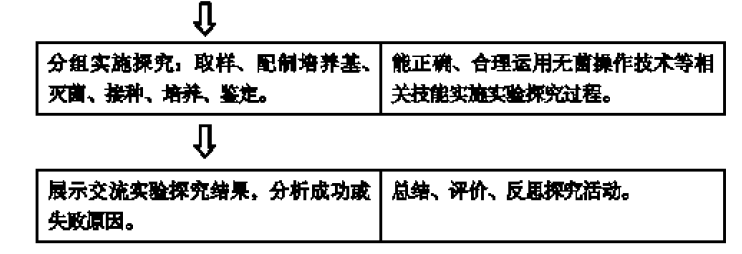 分组实施探究：取样、配制培养基、
灭菌、接种、培养、鉴定。
能正确、合理运用无菌操作技术等相
关技能实施实验探究过程。
展示交流实验探究结果，分析成功或
失败原因。
总结、评价、反思探究活动。